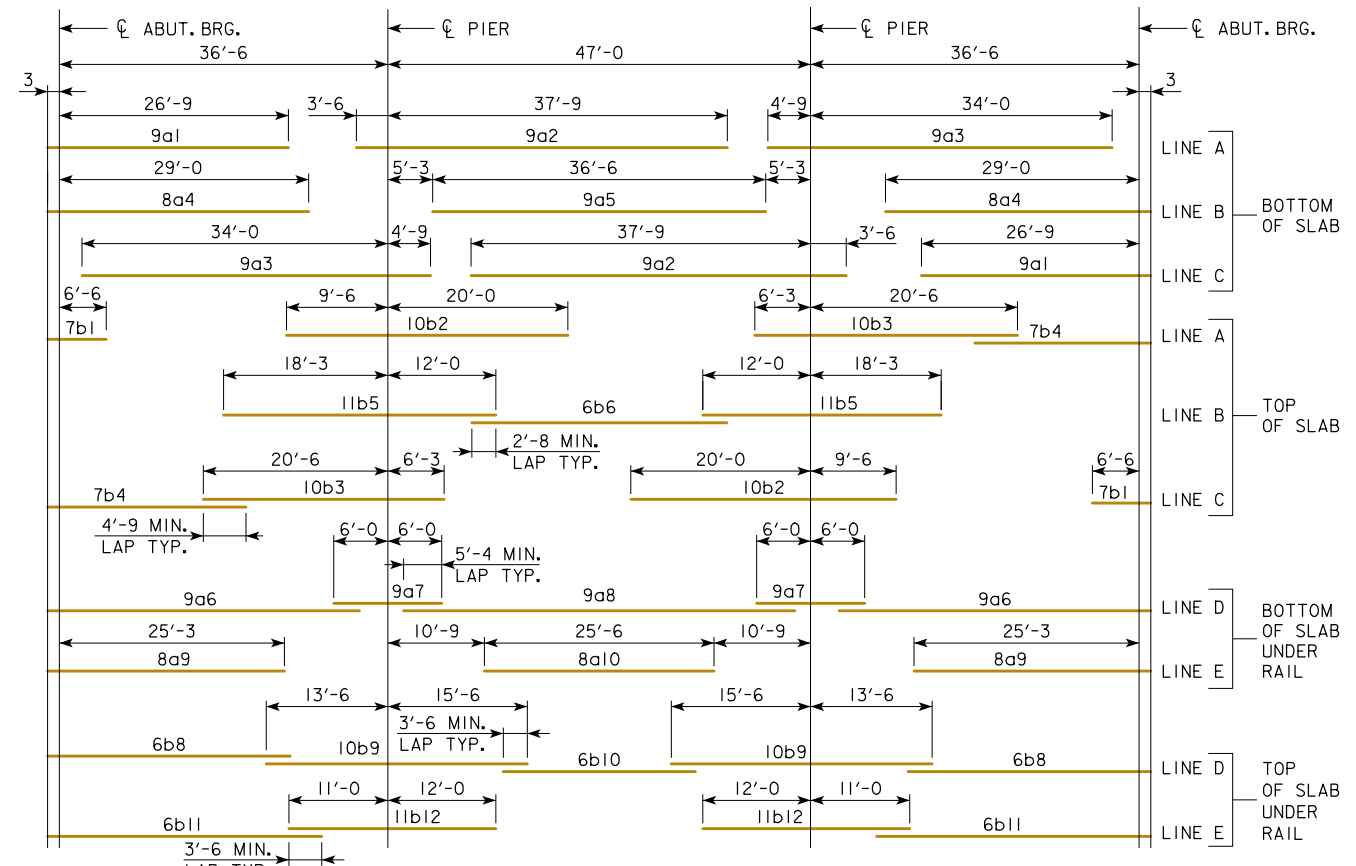 ℄ ABUT. BRG. ℄ PIER ℄ PIER ℄ ABUT. BRG.
36'-6 47'-0 36'-6
3 3
26'-9 3'-6 37'-9 4'-9 34'-0
9a1 9a2 9a3 LINE A
29'-0 5'-3 36'-6 5'-3 29'-0
8a4 9a5 8a4 LINE B BOTTOM
OF SLAB
34'-0 4'-9 37'-9 3'-6 26'-9
9a3 9a2 9a1 LINE C
6'-6 9'-6 20'-0 6'-3 20'-6
7b1 10b2 10b3 7b4 LINE A
18'-3 12'-0 12'-0 18'-3
11b5 6b6 11b5 LINE B TOP
OF SLAB
2'-8 MIN.
LAP TYP.
20'-6 6'-3 20'-0 9'-6 6'-6
7b4 10b3 10b2 7b1 LINE C
4'-9 MIN.
LAP TYP.
6'-0 6'-0 6'-0 6'-0
5'-4 MIN.
LAP TYP.
9a6 9a7 9a8 9a7 9a6 LINE D BOTTOM
OF SLAB
UNDER
RAIL
25'-3 10'-9 25'-6 10'-9 25'-3
8a9 8a10 8a9 LINE E
13'-6 15'-6 15'-6 13'-6
3'-6 MIN.
LAP TYP.
6b8 10b9 6b10 10b9 6b8 LINE D TOP
OF SLAB
UNDER
RAIL
11'-0 12'-0 12'-0 11'-0
6b11 11b12 11b12 6b11 LINE E
3'-6 MIN.
LAP TYP.